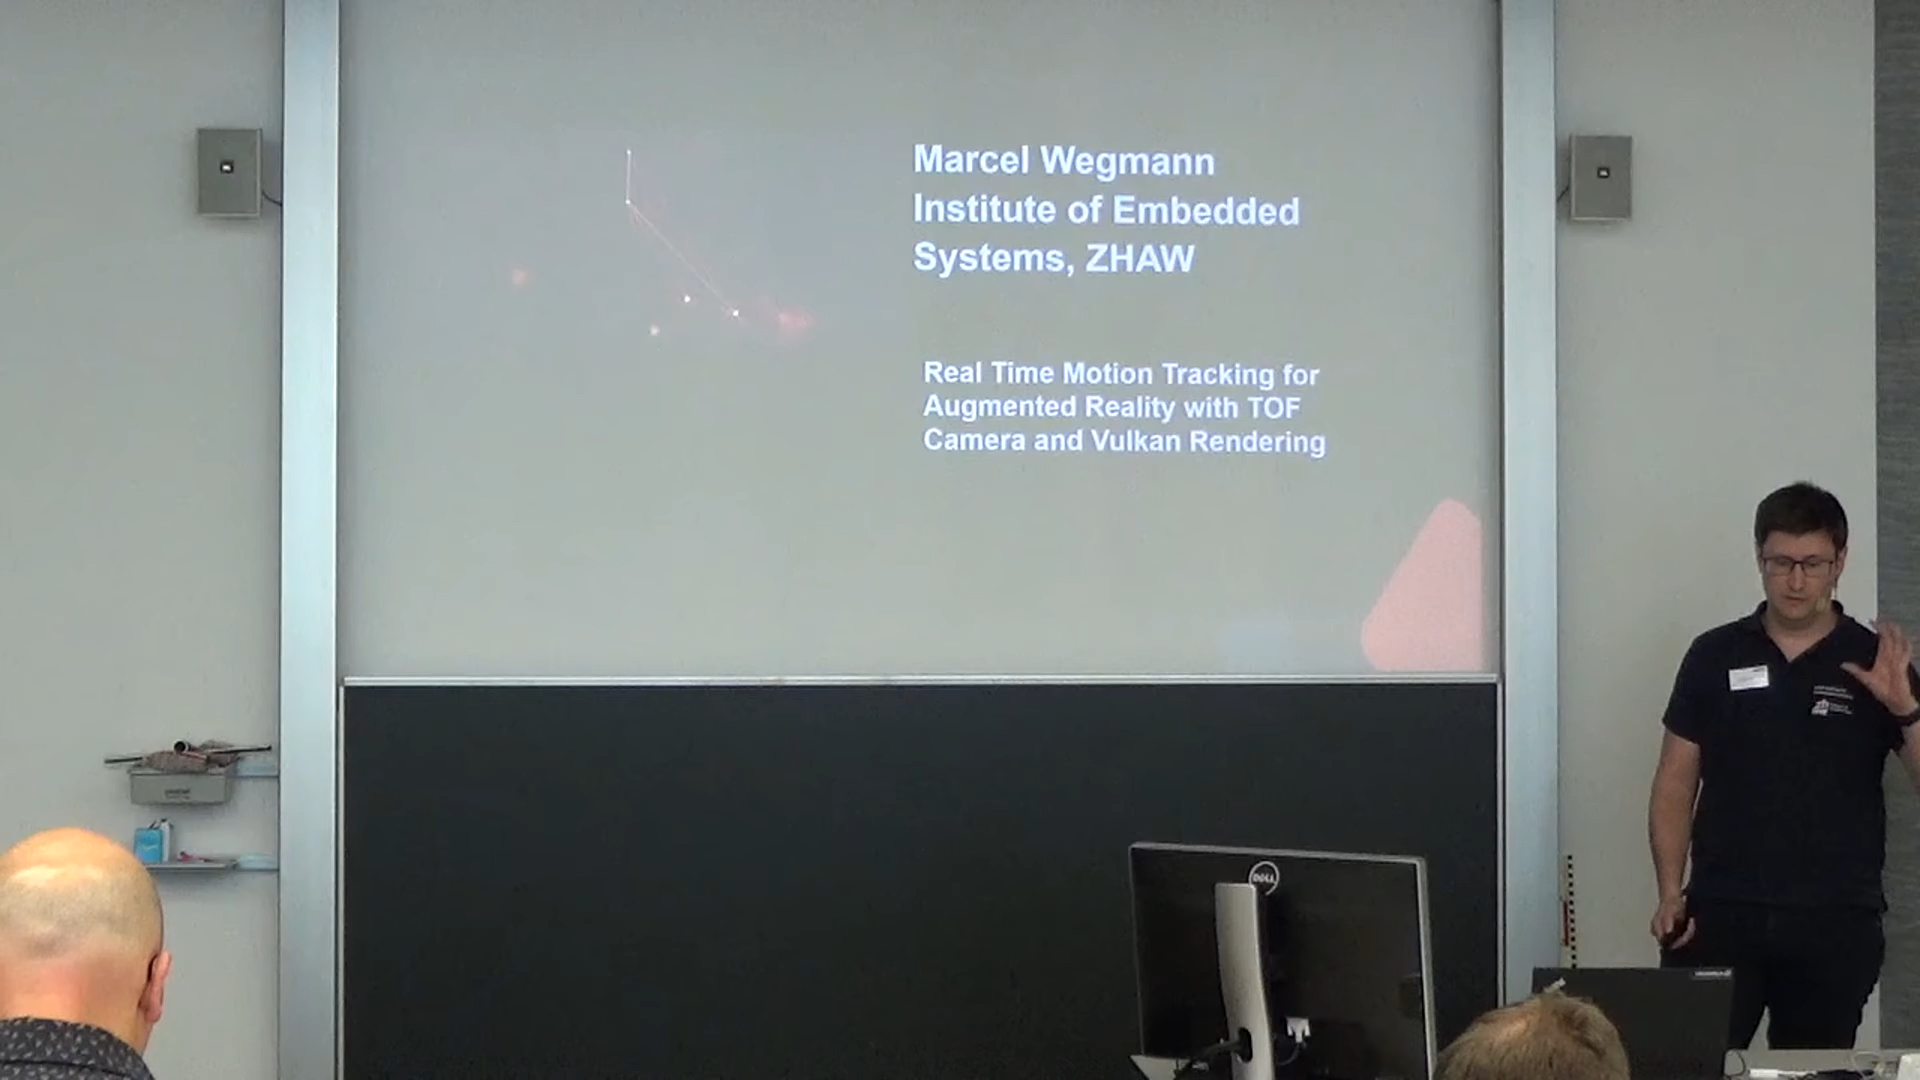 Marcel Wegmann
Institute of Embedded
Systems, ZHAW
Real Time Motion Tracking for
Augmented Reality with TOF
Camera and Vulkan Rendering
DELL